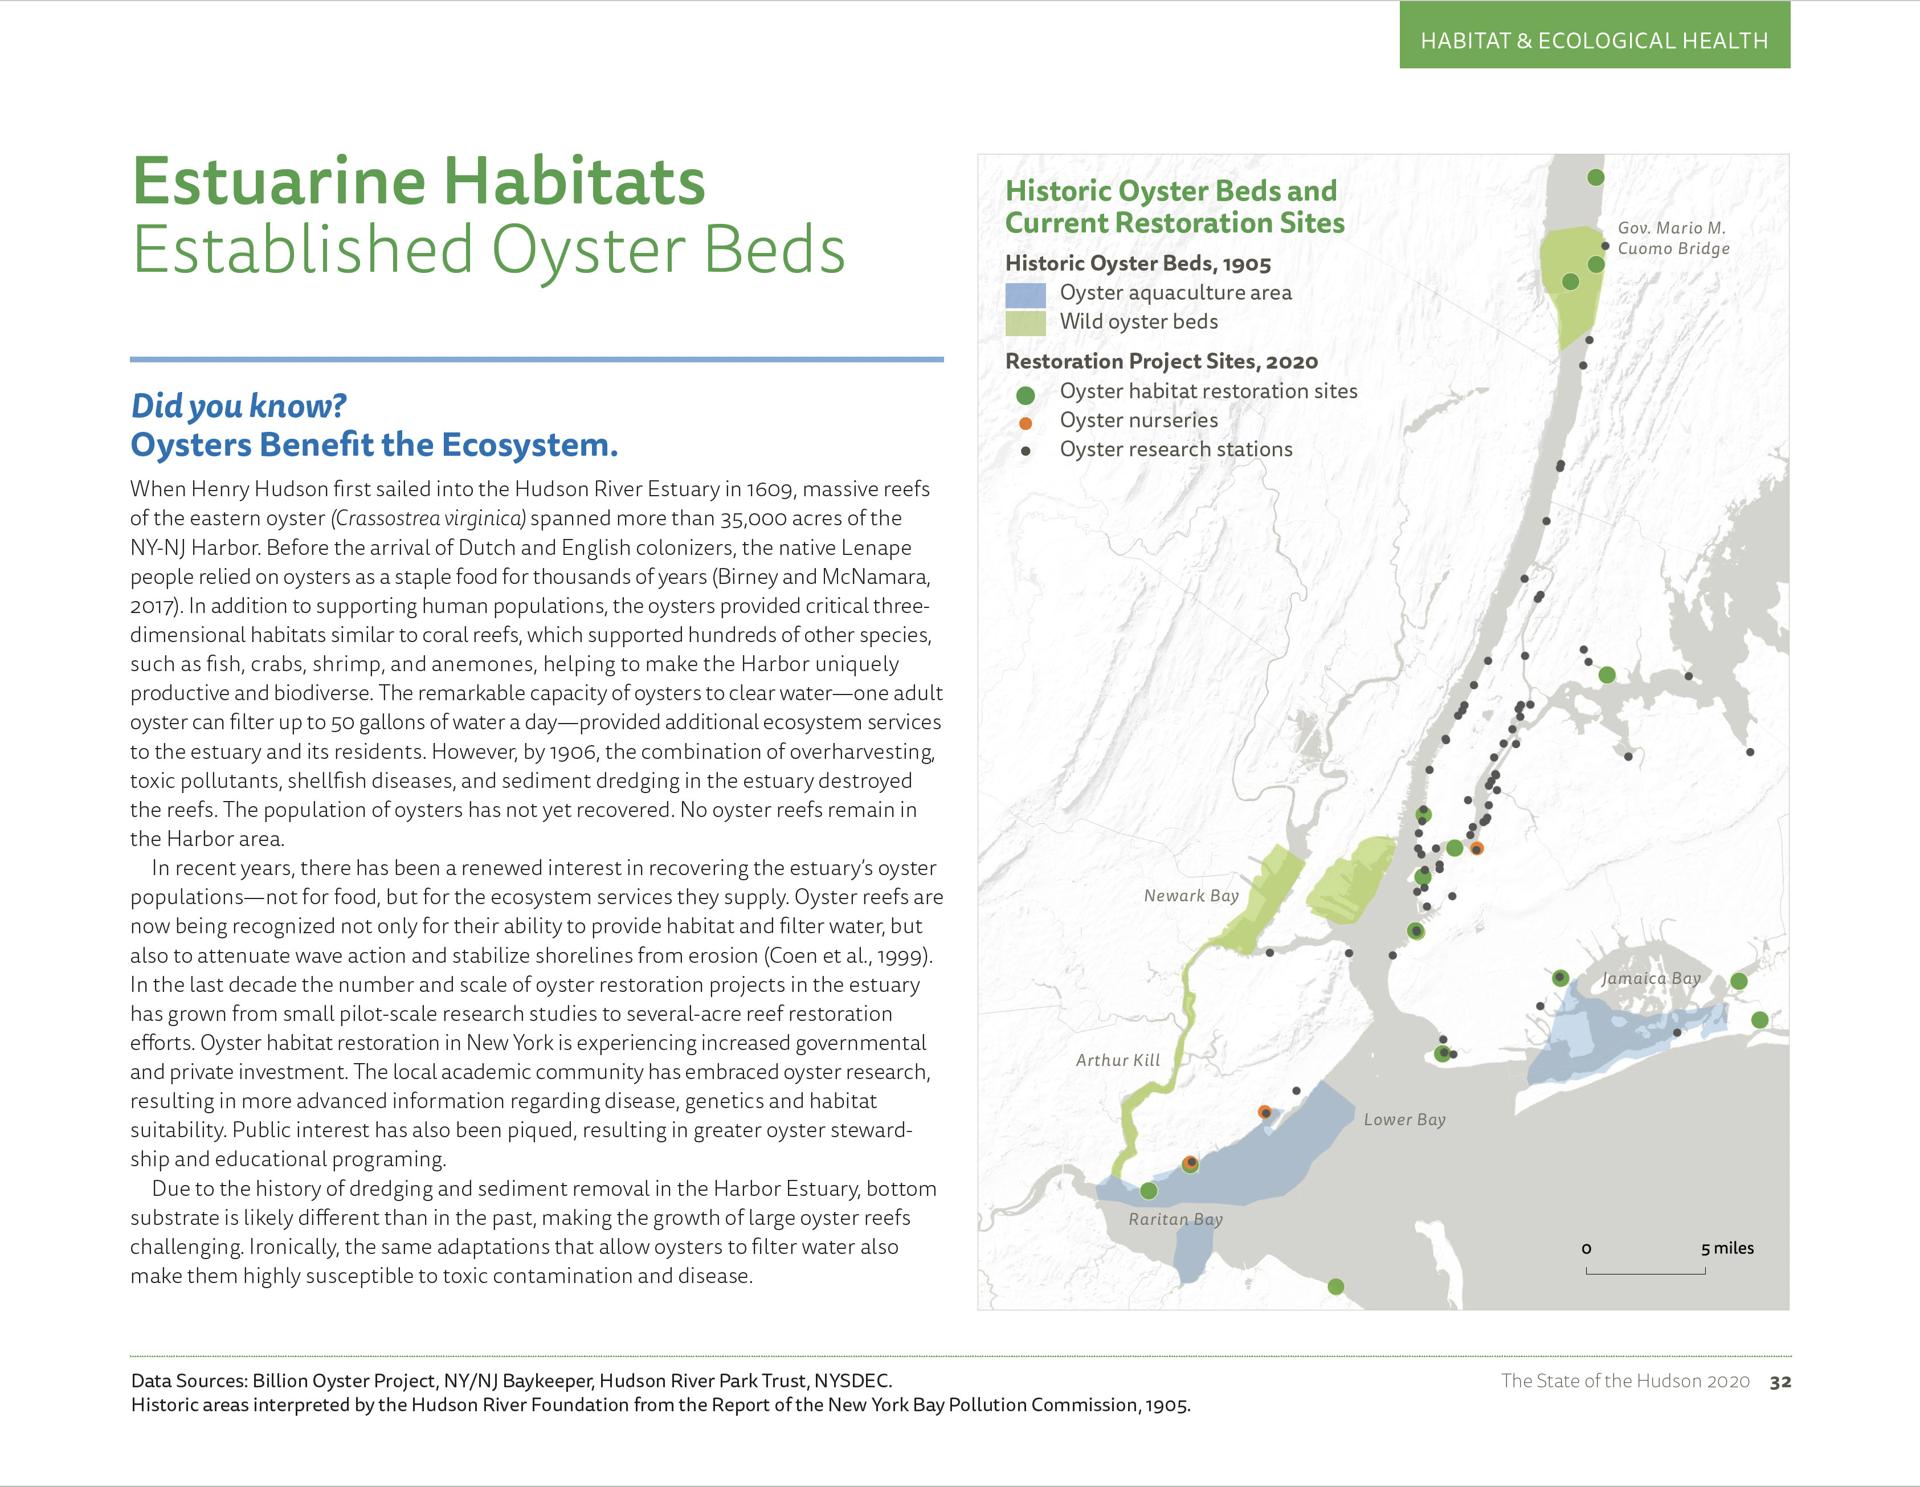 HABITAT & ECOLOGICAL HEALTH
Estuarine Habitats
Established Oyster Beds
Did you know?
Oysters Benefit the Ecosystem.
When Henry Hudson first sailed into the Hudson River Estuary in 1609, massive reefs
of the eastern oyster (Crassostrea virginica) spanned more than 35,000 acres of the
NY-NJ Harbor. Before the arrival of Dutch and English colonizers, the native Lenape
people relied on oysters as a staple food for thousands of years (Birney and McNamara,
2017). In addition to supporting human populations, the oysters provided critical three-
dimensional habitats similar to coral reefs, which supported hundreds of other species,
such as fish, crabs, shrimp, and anemones, helping to make the Harbor uniquely
productive and biodiverse. The remarkable capacity of oysters to clear water—one adult
oyster can filter up to 50 gallons of water a day—provided additional ecosystem services
to the estuary and its residents. However, by 1906, the combination of overharvesting,
toxic pollutants, shellfish diseases, and sediment dredging in the estuary destroyed
the reefs. The population of oysters has not yet recovered. No oyster reefs remain in
the Harbor area.
In recent years, there has been a renewed interest in recovering the estuary's oyster
populations—not for food, but for the ecosystem services they supply. Oyster reefs are
now being recognized not only for their ability to provide habitat and filter water, but
also to attenuate wave action and stabilize shorelines from erosion (Coen et al., 1999).
In the last decade the number and scale of oyster restoration projects in the estuary
has grown from small pilot-scale research studies to several-acre reef restoration
efforts. Oyster habitat restoration in New York is experiencing increased governmental
and private investment. The local academic community has embraced oyster research,
resulting in more advanced information regarding disease, genetics and habitat
suitability. Public interest has also been piqued, resulting in greater oyster steward-
ship and educational programing.
Due to the history of dredging and sediment removal in the Harbor Estuary, bottom
substrate is likely different than in the past, making the growth of large oyster reefs
challenging. Ironically, the same adaptations that allow oysters to filter water also
make them highly susceptible to toxic contamination and disease.
Historic Oyster Beds and
Current Restoration Sites
Historic Oyster Beds, 1905
Oyster aquaculture area
Wild oyster beds
Restoration Project Sites, 2020
Oyster habitat restoration sites
Oyster nurseries
Oyster research stations
Gov. Mario M.
Cuomo Bridge
Newark Bay
Jamaica Bay
Arthur Kill
Lower Bay
Raritan Bay
0 5 miles
Data Sources: Billion Oyster Project, NY/NJ Baykeeper, Hudson River Park Trust, NYSDEC.
Historic areas interpreted by the Hudson River Foundation from the Report of the New York Bay Pollution Commission, 1905.
The State of the Hudson 2020 32